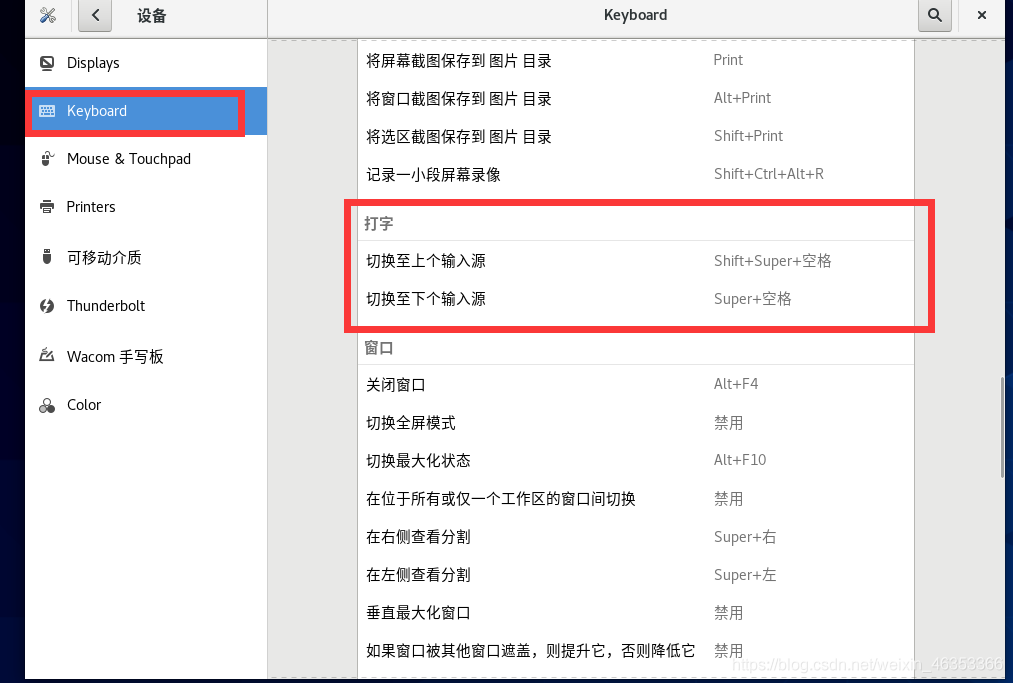 设备
Keyboard
Displays
Keyboard
Mouse & Touchpad
Printers
可移动介质
Thunderbolt
Wacom 手写板
Color
将屏幕截图保存到 图片 目录 Print
将窗口截图保存到 图片 目录 Alt+Print
将选区截图保存到 图片 目录 Shift+Print
记录一小段屏幕录像 Shift+Ctrl+Alt+R
打字
切换至上个输入源 Shift+Super+空格
切换至下个输入源 Super+空格
窗口
关闭窗口 Alt+F4
切换全屏模式 禁用
切换最大化状态 Alt+F10
在位于所有或仅一个工作区的窗口间切换 禁用
在右侧查看分割 Super+右
在左侧查看分割 Super+左
垂直最大化窗口 禁用
如果窗口被其他窗口遮盖，则提升它，否则降低它 禁用
https://blog.csdn.net/weixin_46353366